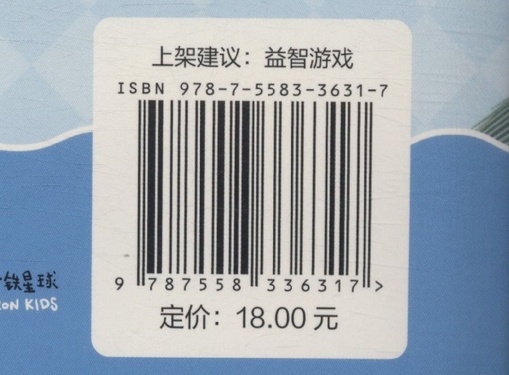 上架建议：益智游戏
ISBN 978-7-5583-3631-7
9 787558 336317 >
定价：18.00 元
铁星球
ON KIDS